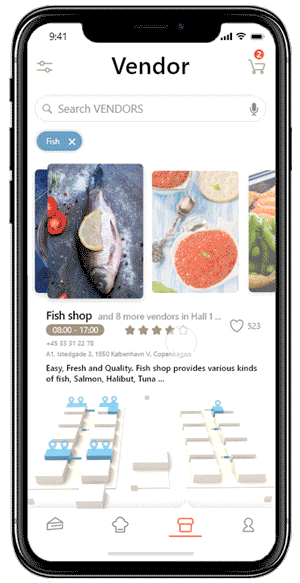 9:41
Vendor
2
Search VENDORS
Fish ✕
Fish shop and 8 more vendors in Hall 1 ...
08:00 - 17:00
523
+45 33 31 22 78
A1, Istedgade 3, 1650 København V, Copenhagen
Easy, Fresh and Quality. Fish shop provides various kinds
of fish, Salmon, Halibut, Tuna ...